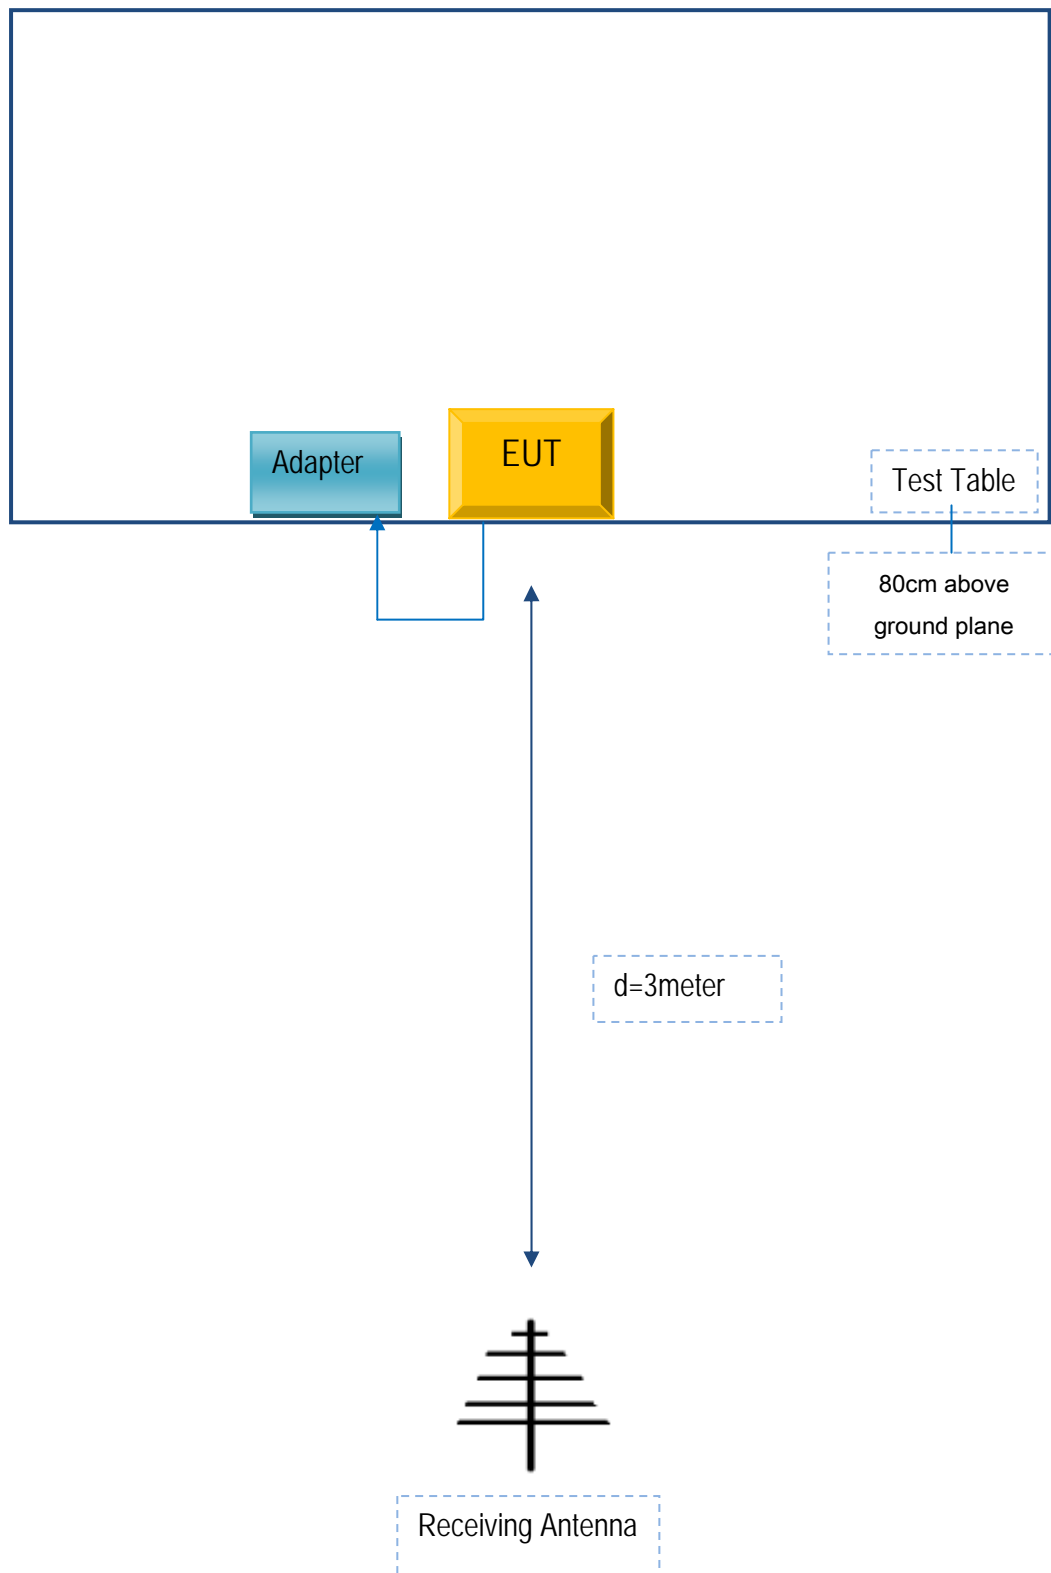 Adapter
EUT
Test Table
80cm above
ground plane
d=3meter
Receiving Antenna